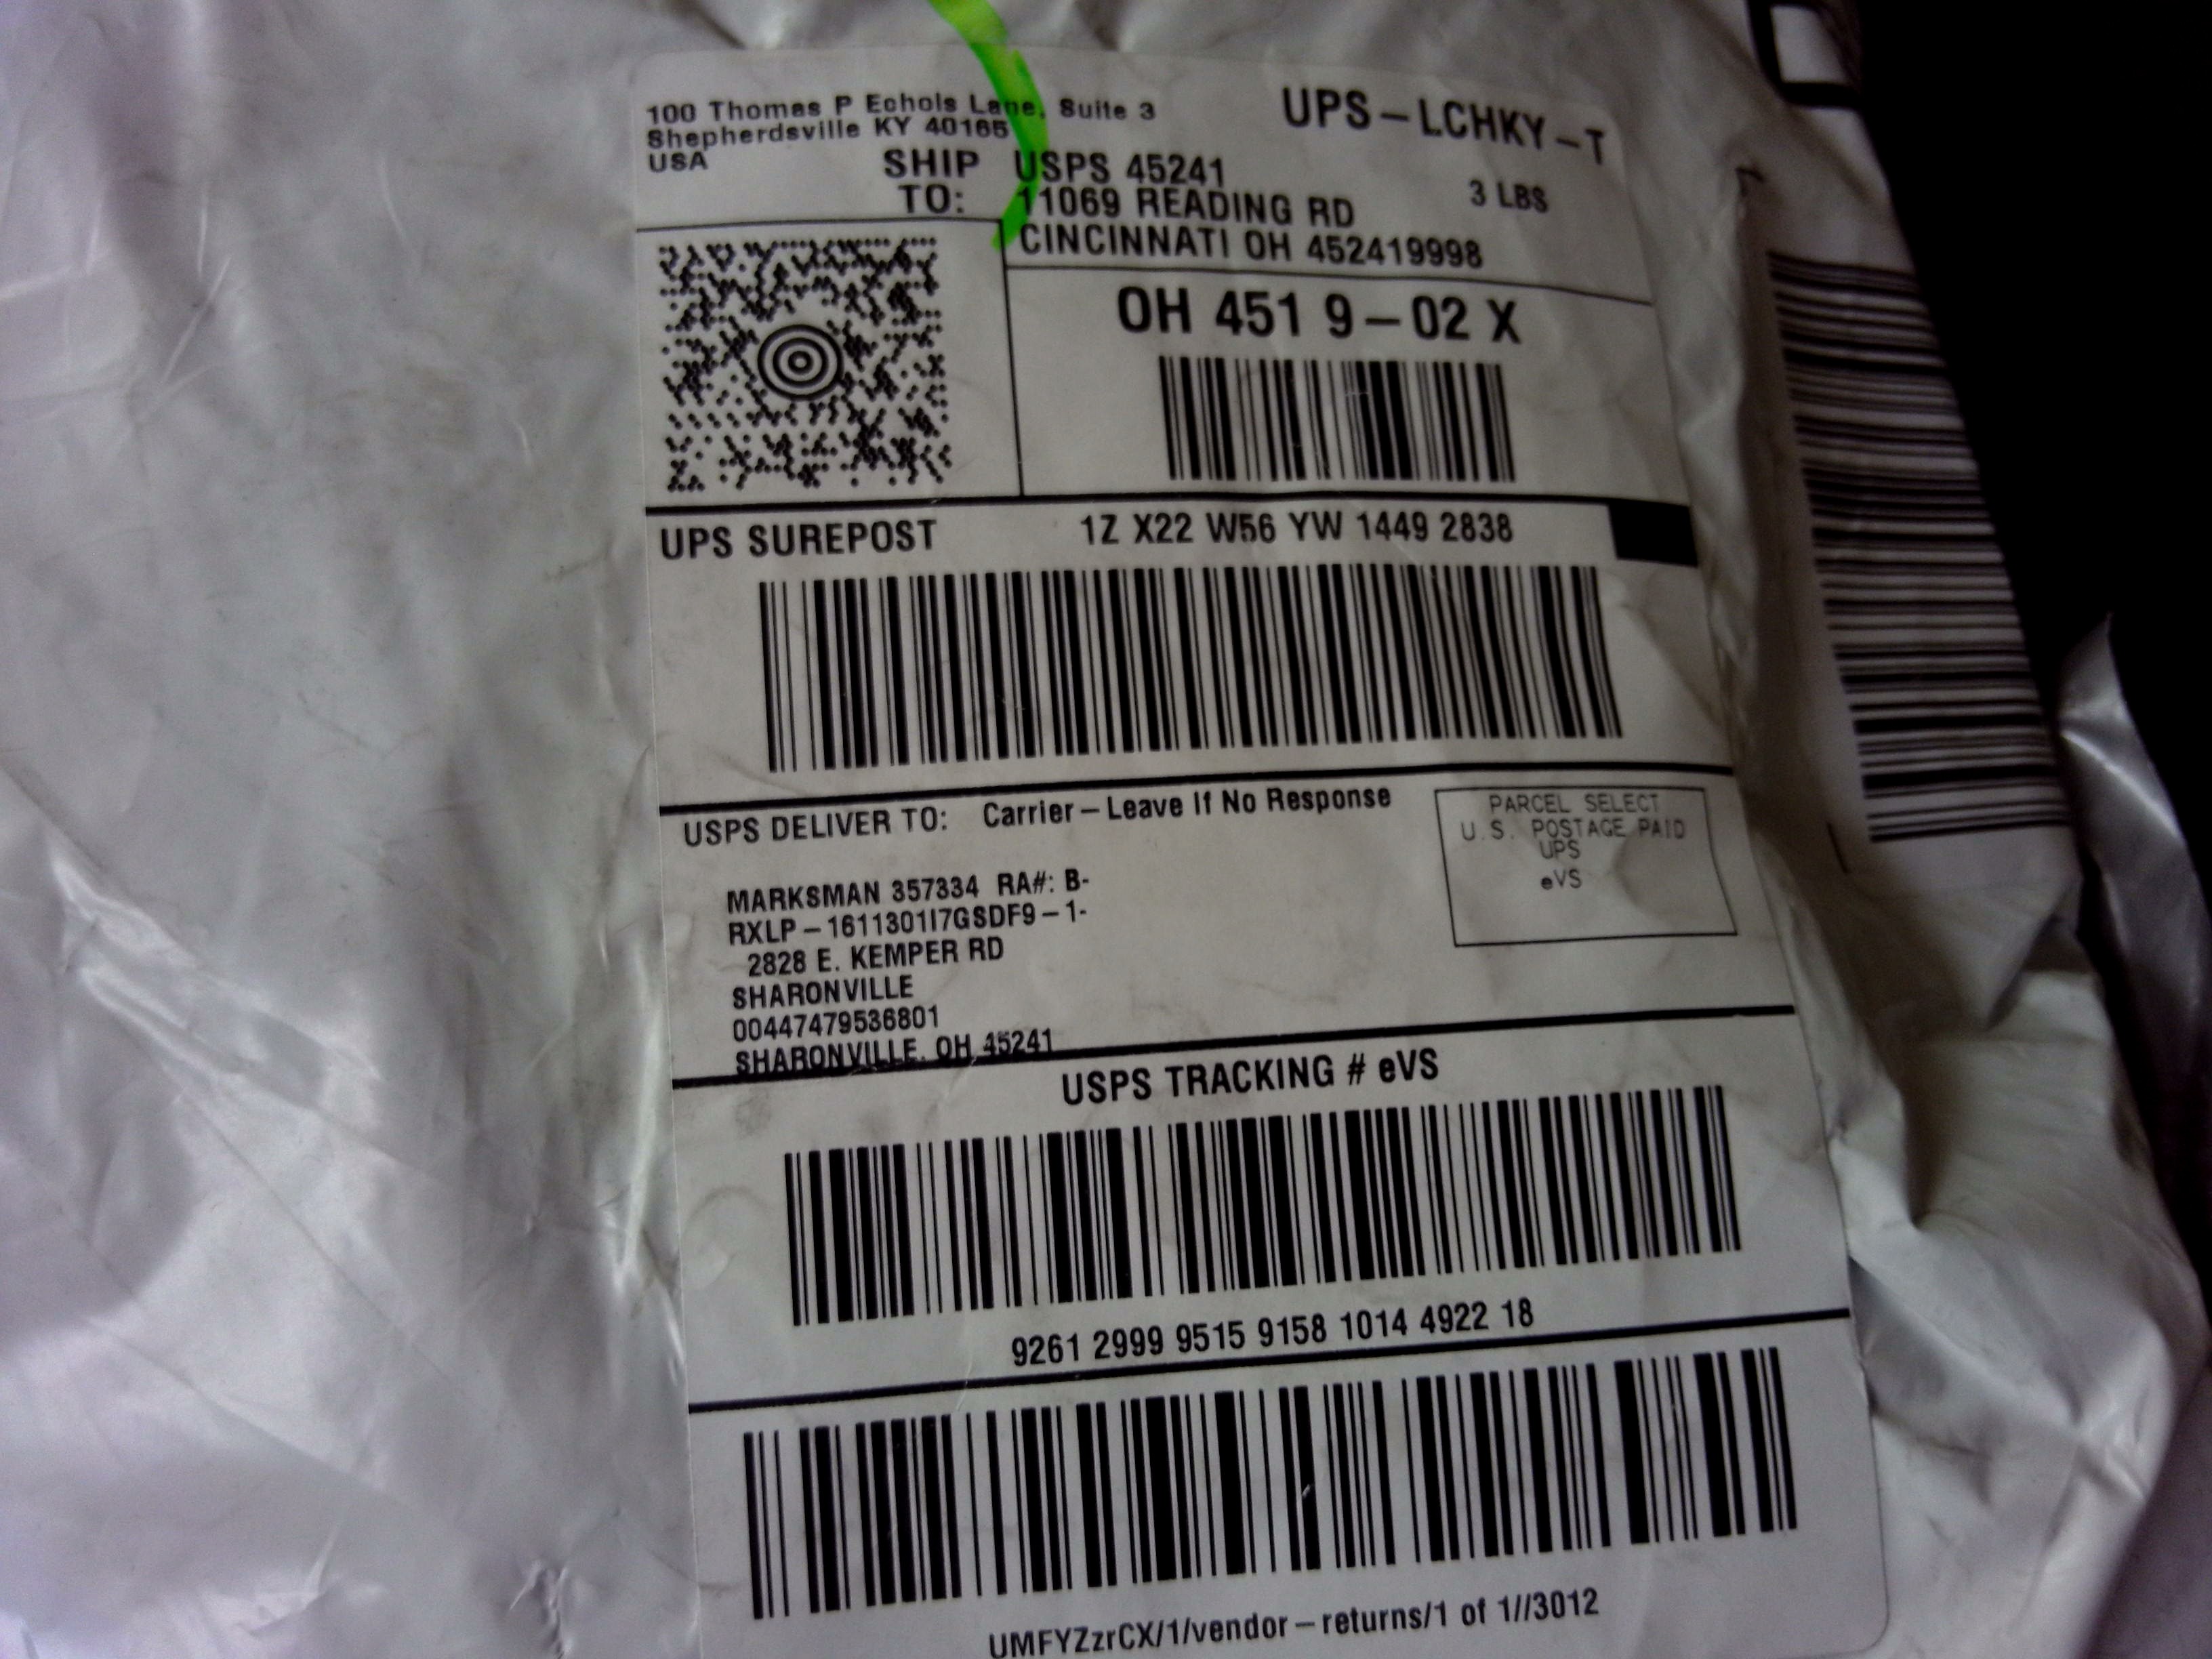 100 Thomas P Echols Lane, Suite 3
Shepherdsville KY 40165
USA
UPS-LCHKY-T
3 LBS
SHIP TO:
USPS 45241
11069 READING RD
CINCINNATI OH 452419998
OH 451 9-02 X
UPS SUREPOST 1Z X22 W56 YW 1449 2838
USPS DELIVER TO: Carrier-Leave If No Response
PARCEL SELECT
U.S. POSTAGE PAID
UPS
eVS
MARKSMAN 357334 RA#: B-
RXLP-161130117GSDF9-1-
2828 E. KEMPER RD
SHARONVILLE
00447479536801
SHARONVILLE, OH 45241
USPS TRACKING # eVS
9261 2999 9515 9158 1014 4922 18
UMFYZzrCX/1/vendor-returns/1 of 1//3012